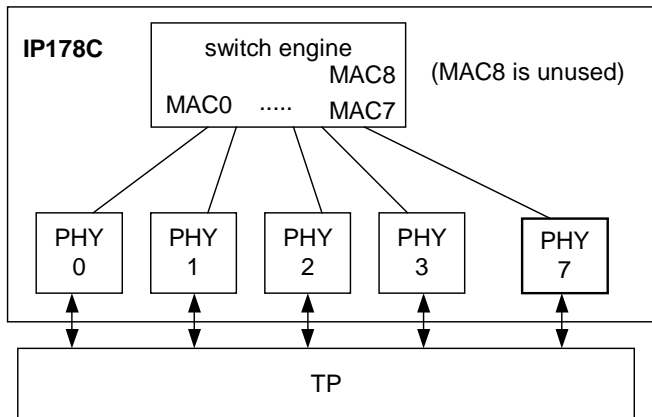 IP178C
switch engine
MAC8
(MAC8 is unused)
MAC0 ..... MAC7
PHY 0
PHY 1
PHY 2
PHY 3
PHY 7
TP